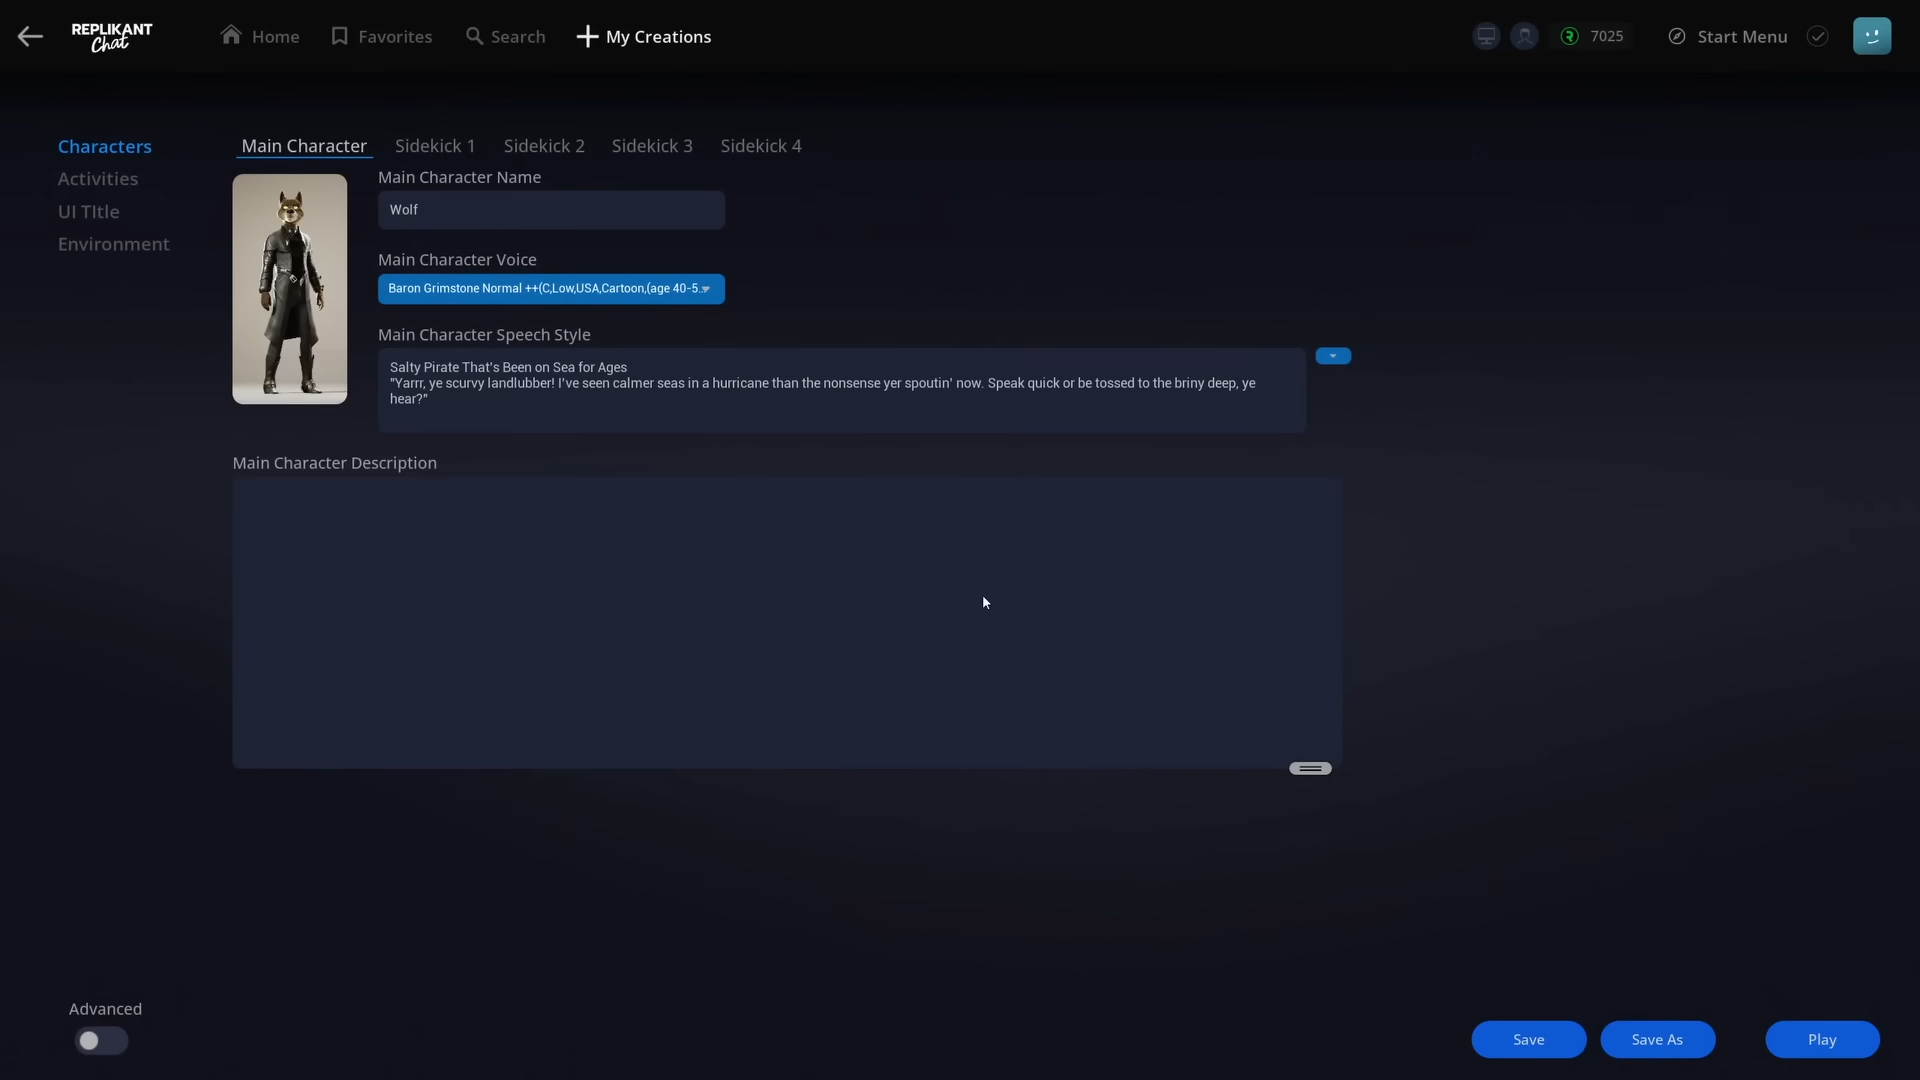 REPLIKANT
Chat
Home
Favorites
Search
My Creations
7025
Start Menu
Characters
Activities
UI TItle
Environment
Main Character
Sidekick 1
Sidekick 2
Sidekick 3
Sidekick 4
Main Character Name
Wolf
Main Character Voice
Baron Grimstone Normal ++(C,Low,USA,Cartoon,(age 40-5..
Main Character Speech Style
Salty Pirate That's Been on Sea for Ages
"Yarrr, ye scurvy landlubber! I've seen calmer seas in a hurricane than the nonsense yer spoutin' now. Speak quick or be tossed to the briny deep, ye
hear?"
Main Character Description
Advanced
Save
Save As
Play